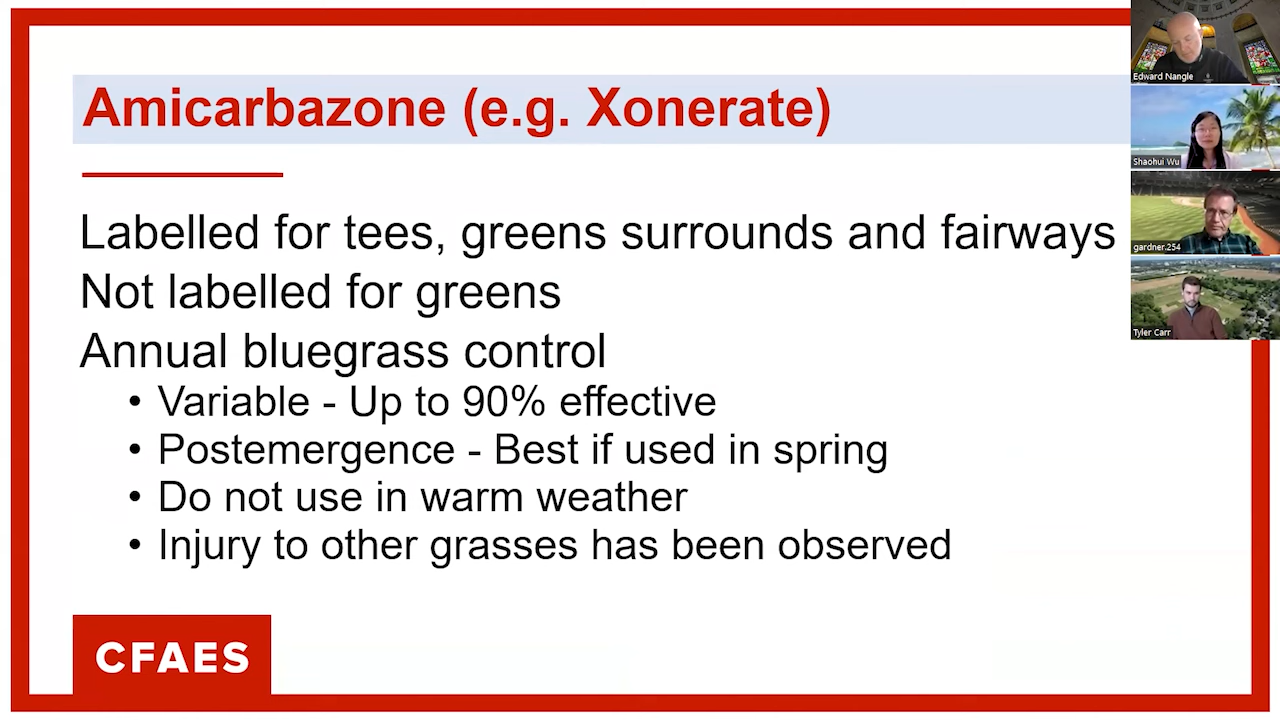 Amicarbazone (e.g. Xonerate)
Labelled for tees, greens surrounds and fairways
Not labelled for greens
Annual bluegrass control
• Variable - Up to 90% effective
• Postemergence - Best if used in spring
• Do not use in warm weather
• Injury to other grasses has been observed
CFAES
Edward Nangle
Shaohui Wu
gardner.254
Tyler Carr